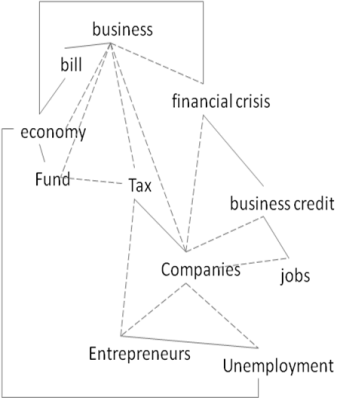 business
bill
financial crisis
economy
Fund
Tax
business credit
Companies
jobs
Entrepreneurs
Unemployment